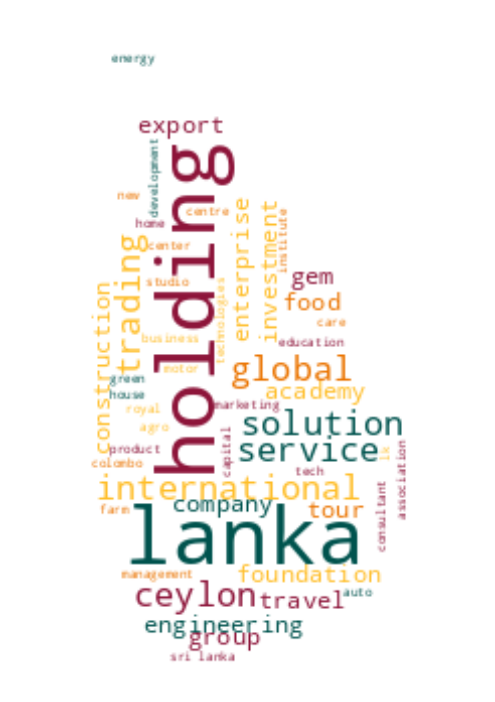 energy
export
development
holding
new
centre
home
enterprise
investment
institute
trading
center
gem
studio
technologies
construction
food
care
business
education
motor
global
green
academy
house
royal
marketing
solution
agro
capital
service
product
lk
association
colombo
tech
consultant
international
company
farm
tour
lanka
management
foundation
ceylon
travel
auto
engineering
group
sri lanka